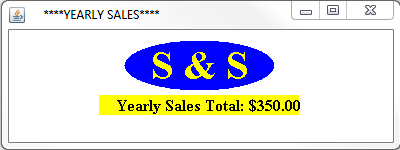 ****YEARLY SALES****
S & S
Yearly Sales Total: $350.00